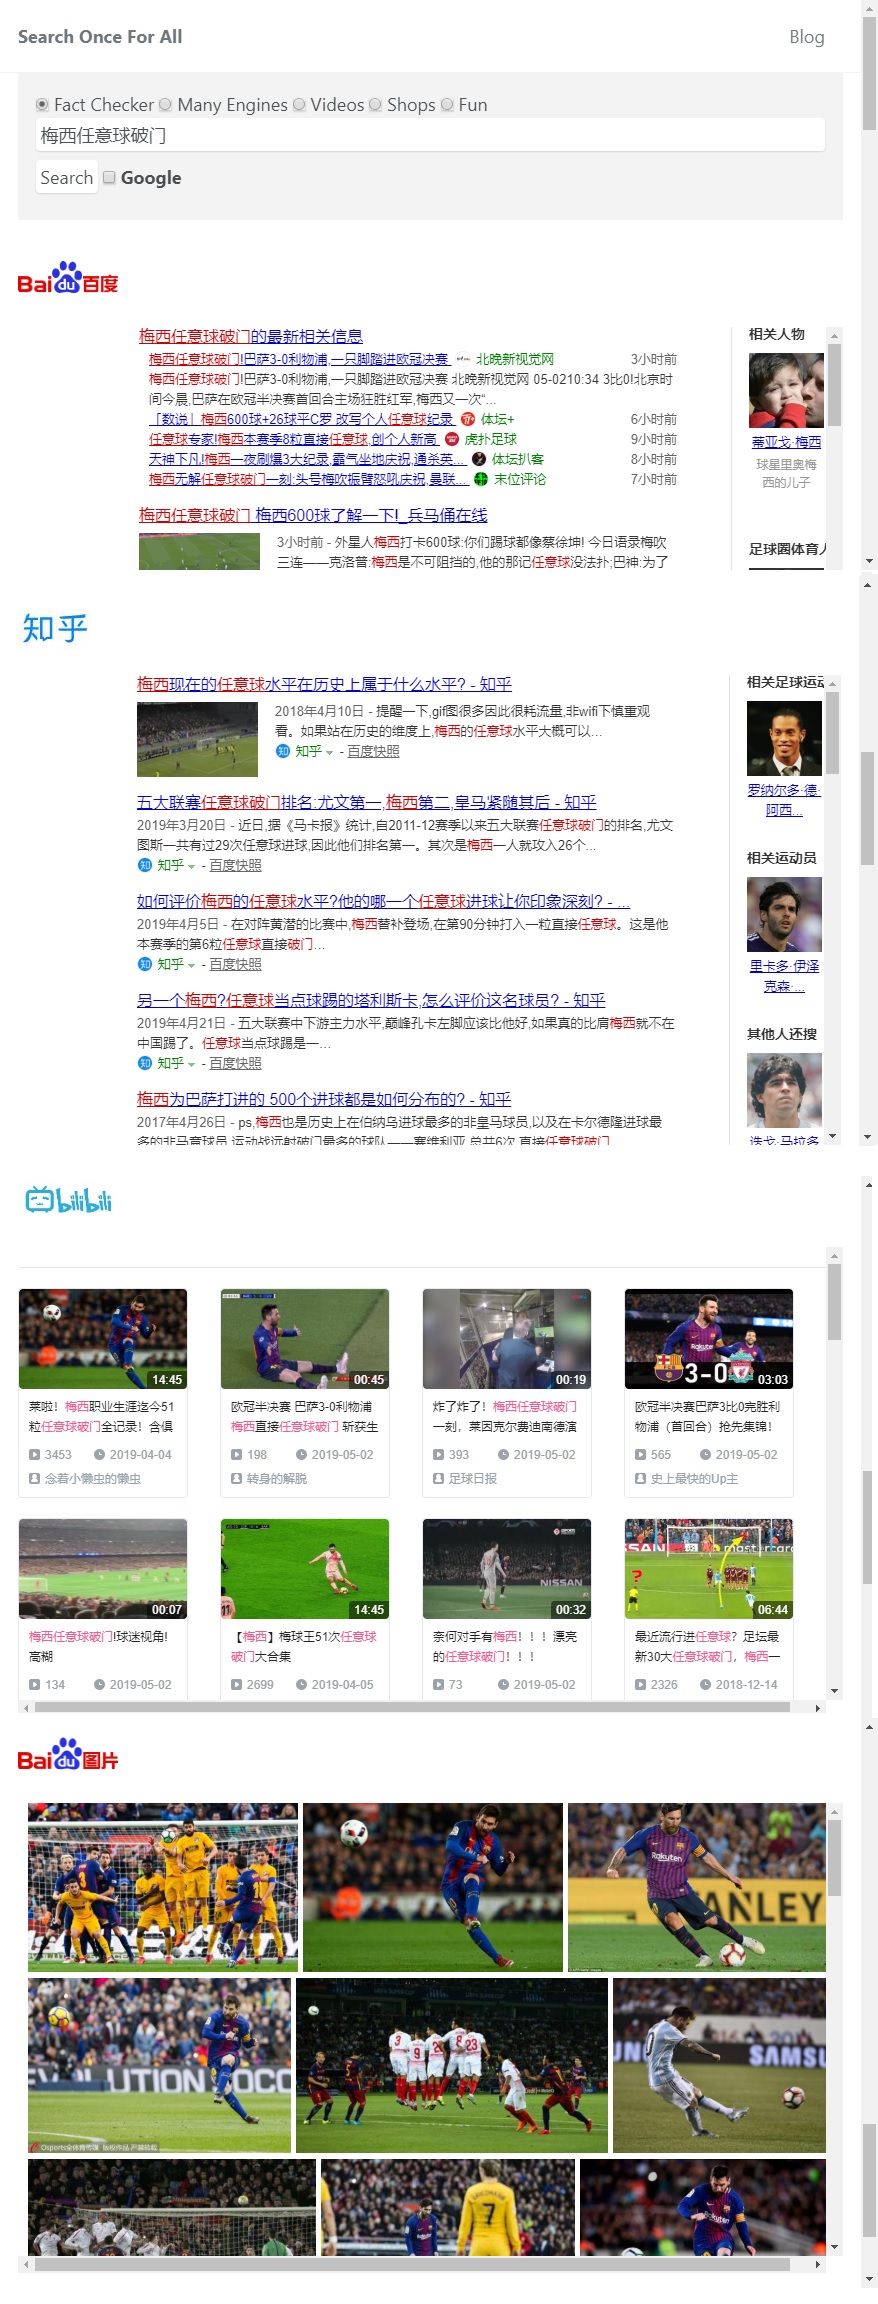 Search Once For All
Blog
Fact Checker Many Engines Videos Shops Fun
梅西任意球破门
Search Google
Bai du 百度
梅西任意球破门的最新相关信息
梅西任意球破门!巴萨3-0利物浦,一只脚踏进欧冠决赛 北晚新视觉网 3小时前
梅西任意球破门!巴萨3-0利物浦,一只脚踏进欧冠决赛 北晚新视觉网 05-0210:34 3比0!北京时
间今晨,巴萨在欧冠半决赛首回合主场狂胜红军,梅西又一次“...
「数说」梅西600球+26球平C罗 改写个人任意球纪录 体坛+ 6小时前
任意球专家!梅西本赛季8粒直接任意球,创个人新高 虎扑足球 9小时前
天神下凡!梅西一夜刷爆3大纪录,霸气坐地庆祝,通杀英... 体坛扒客 8小时前
梅西无解任意球破门一刻:头号梅吹振臂怒吼庆祝,曼联... 末位评论 7小时前
梅西任意球破门 梅西600球了解一下!_兵马俑在线
3小时前 - 外星人梅西打卡600球:你们踢球都像蔡徐坤! 今日语录梅吹
三连——克洛普:梅西是不可阻挡的,他的那记任意球没法扑;巴神:为了
相关人物
蒂亚戈·梅西
球星里奥梅
西的儿子
足球圈体育人
知乎
梅西现在的任意球水平在历史上属于什么水平? - 知乎
2018年4月10日 - 提醒一下,gif图很多因此很耗流量,非wifi下慎重观
看。如果站在历史的维度上,梅西的任意球水平大概可以...
知乎 - 百度快照
五大联赛任意球破门排名:尤文第一,梅西第二,皇马紧随其后 - 知乎
2019年3月20日 - 近日,据《马卡报》统计,自2011-12赛季以来五大联赛任意球破门的排名,尤文
图斯一共有过29次任意球进球,因此他们排名第一。其次是梅西一人就攻入26个...
知乎 - 百度快照
如何评价梅西的任意球水平?他的哪一个任意球进球让你印象深刻? - ...
2019年4月5日 - 在对阵黄潜的比赛中,梅西替补登场,在第90分钟打入一粒直接任意球。这是他
本赛季的第6粒任意球直接破门...
知乎 - 百度快照
另一个梅西?任意球当点球踢的塔利斯卡,怎么评价这名球员? - 知乎
2019年4月21日 - 五大联赛中下游主力水平,巅峰孔卡左脚应该比他好,如果真的比肩梅西就不在
中国踢了。任意球当点球踢是一...
知乎 - 百度快照
梅西为巴萨打进的 500个进球都是如何分布的? - 知乎
2017年4月26日 - ps,梅西也是历史上在伯纳乌进球最多的非皇马球员,以及在卡尔德隆进球最
多的非马竞球员.运动战远射破门最多的球队——塞维利亚,总共6次 直接任意球破门
相关足球运动
罗纳尔多·德·
阿西...
相关运动员
里卡多·伊泽
克森·...
其他人还搜
迭戈·马拉多
bilibili
14:45
00:45
00:19
3-0
03:03
莱啦！梅西职业生涯迄今51
粒任意球破门全记录！含俱
3453 2019-04-04
念着小懒虫的懒虫
欧冠半决赛 巴萨3-0利物浦
梅西直接任意球破门 斩获生
198 2019-05-02
转身的解脱
炸了炸了！梅西任意球破门
一刻，莱因克尔费迪南德演
393 2019-05-02
足球日报
欧冠半决赛巴萨3比0完胜利
物浦（首回合）抢先集锦！
565 2019-05-02
史上最快的Up主
00:07
14:45
NISSAN
00:32
?
06:44
梅西任意球破门!球迷视角!
高糊
134 2019-05-02
【梅西】梅球王51次任意球
破门大合集
2699 2019-04-05
奈何对手有梅西！！！漂亮
的任意球破门！！！
73 2019-05-02
最近流行进任意球？足坛最
新30大任意球破门，梅西一
2326 2018-12-14
Bai du 图片
Rakuten
ANLEY
VOLUTION SOCC
Osports全体育传媒·版权作品 严禁转载
3
9
8
23
10
SAMSU
7